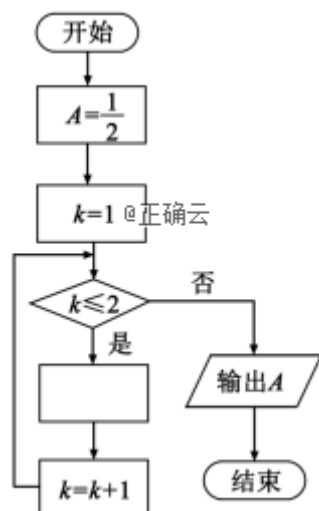 开始
A=1/2
k=1 @正确云
k≤2
否
是
输出A
k=k+1
结束